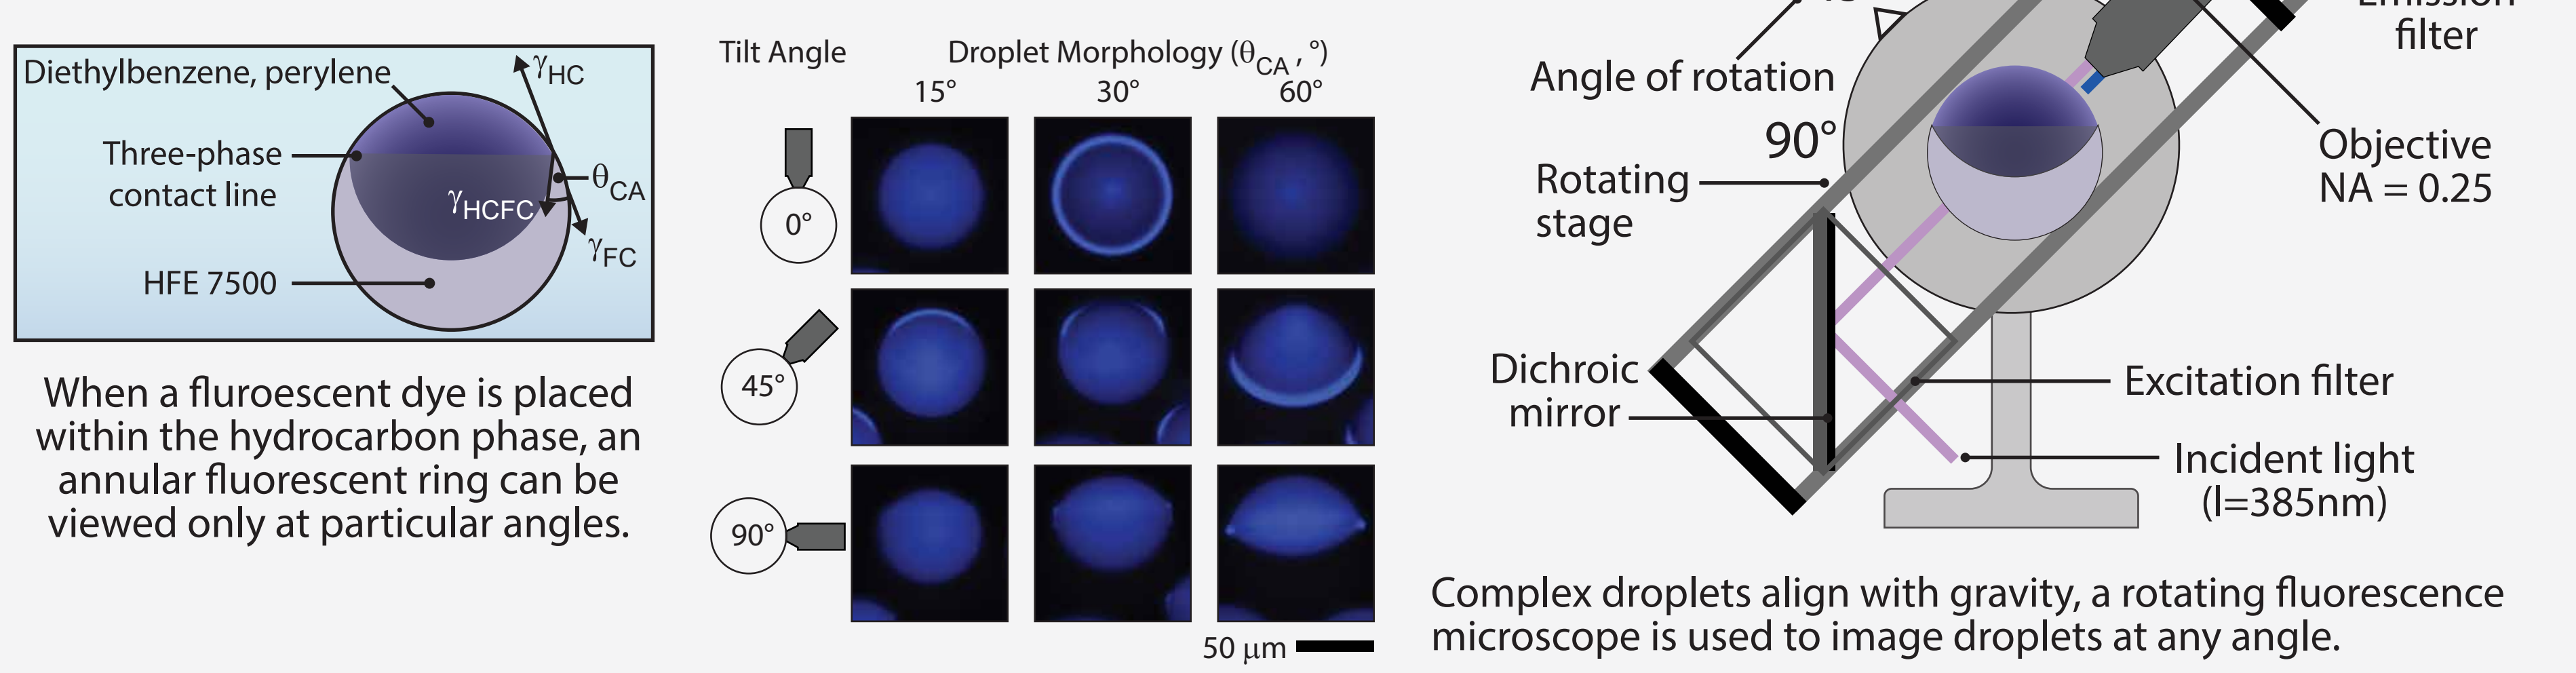 Diethylbenzene, perylene
γHC
Three-phase
contact line
θCA
γHCFC
γFC
HFE 7500
When a fluroescent dye is placed
within the hydrocarbon phase, an
annular fluorescent ring can be
viewed only at particular angles.
Tilt Angle
Droplet Morphology (θCA , °)
15°
30°
60°
0°
45°
90°
50 μm
filter
Angle of rotation
90°
Rotating
stage
Objective
NA = 0.25
Dichroic
mirror
Excitation filter
Incident light
(l=385nm)
Complex droplets align with gravity, a rotating fluorescence
microscope is used to image droplets at any angle.